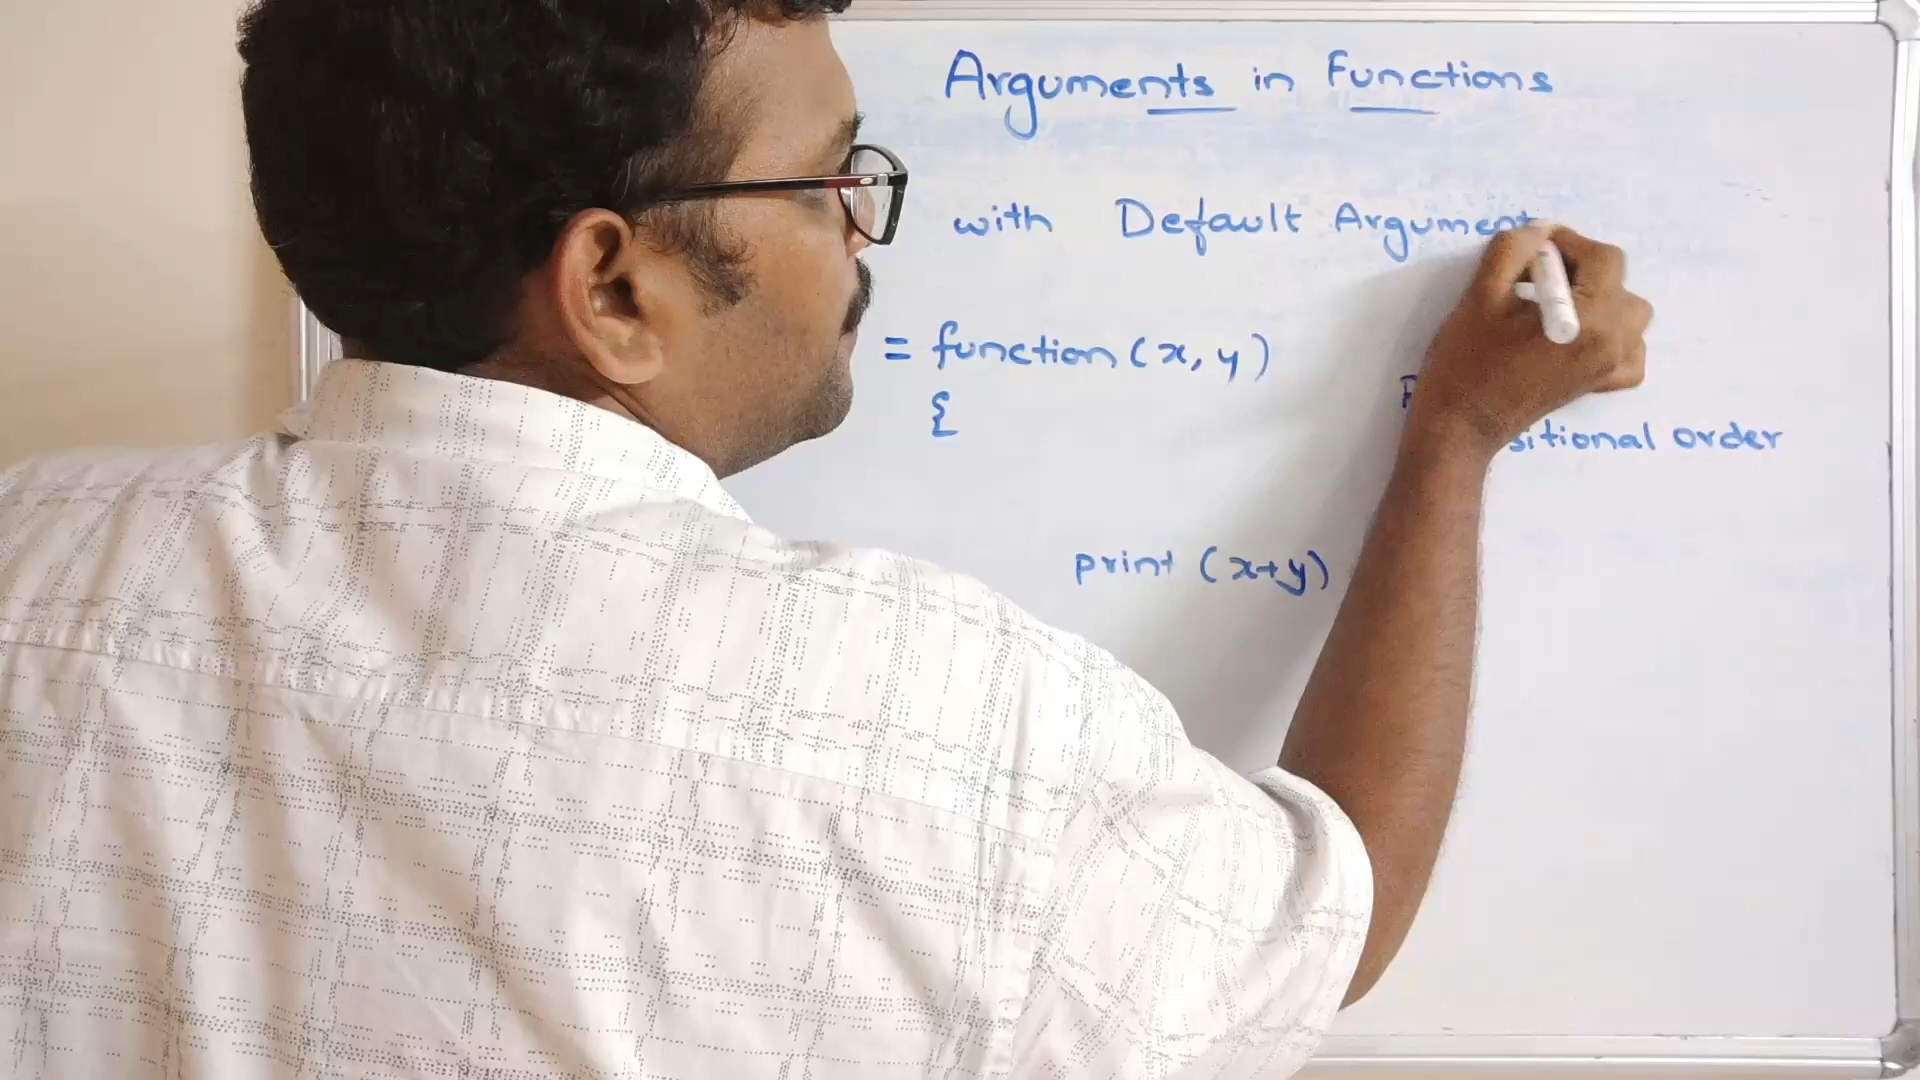 Arguments in Functions
with Default Argument
= function (x, y)
{
sitional order
print (x+y)